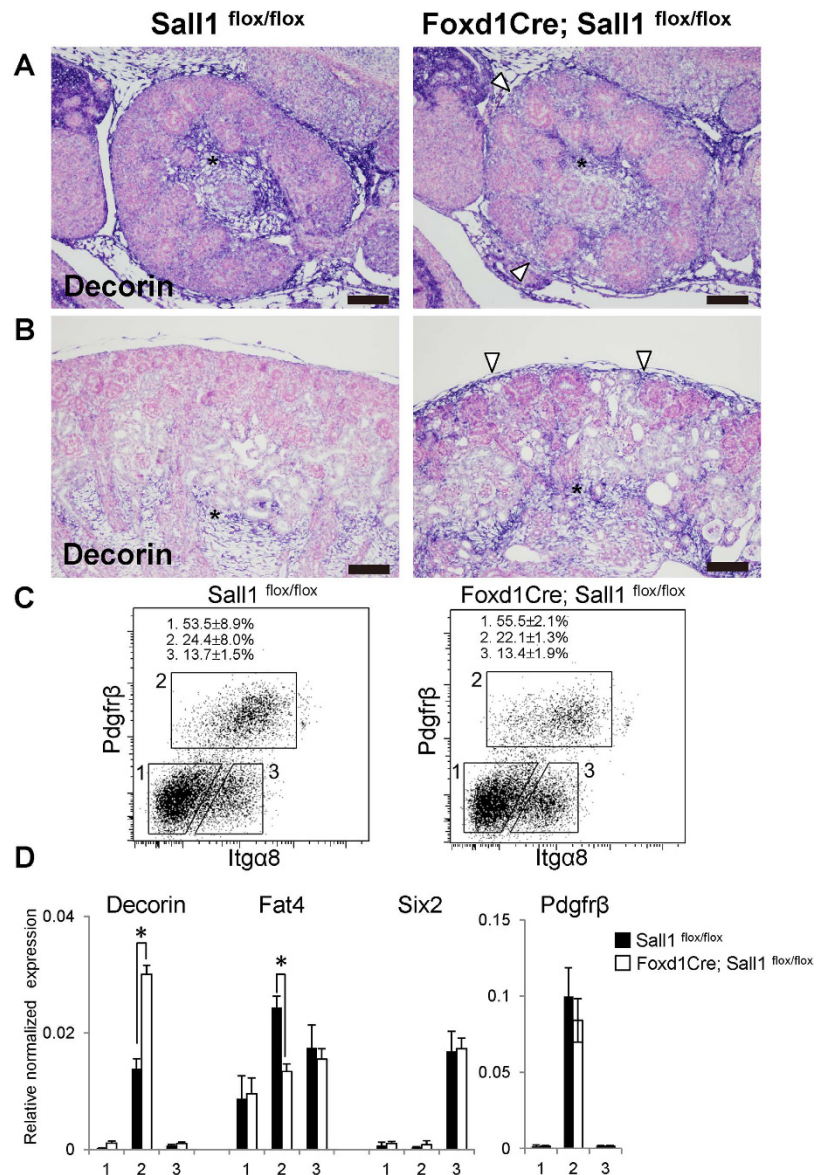 Sall1 flox/flox
Foxd1Cre; Sall1 flox/flox
A
*
*
Decorin
B
*
*
Decorin
C
Sall1 flox/flox
Foxd1Cre; Sall1 flox/flox
1. 53.5±8.9%
2. 24.4±8.0%
3. 13.7±1.5%
1. 55.5±2.1%
2. 22.1±1.3%
3. 13.4±1.9%
2
2
Pdgfrβ
Pdgfrβ
1
3
1
3
Itgα8
Itgα8
D
Decorin
Fat4
Six2
Pdgfrβ
Relative normalized expression
0.04
0.02
0
*
*
0.15
0.1
0.05
0
Sall1 flox/flox
Foxd1Cre; Sall1 flox/flox
1 2 3
1 2 3
1 2 3
1 2 3